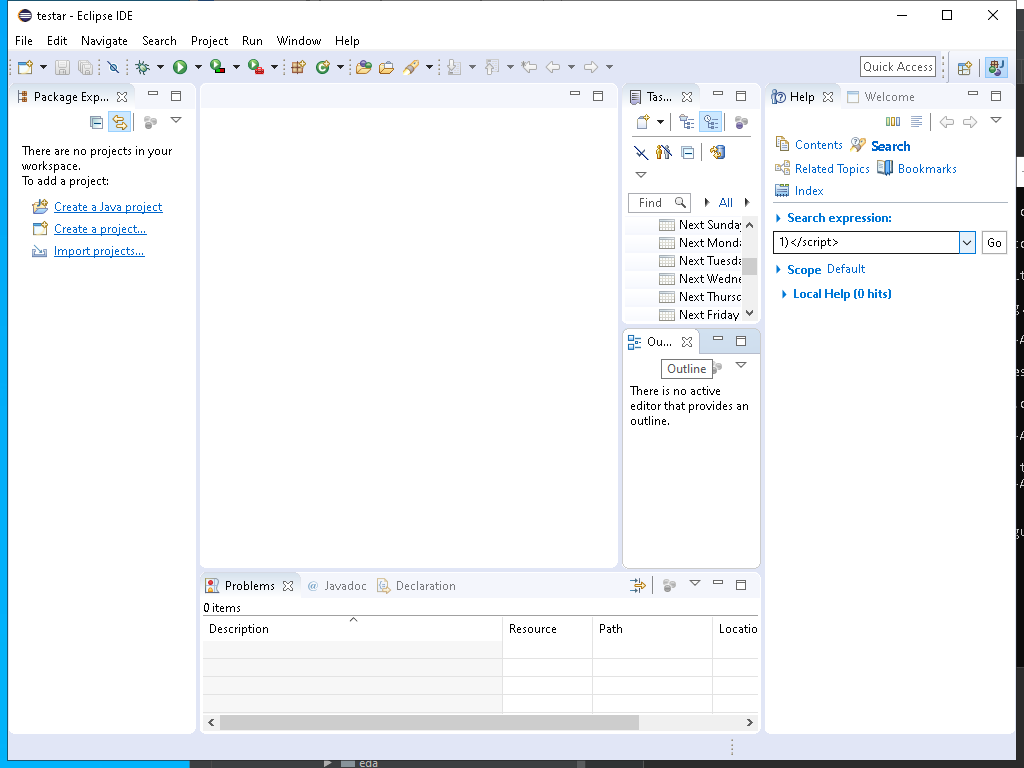 testar - Eclipse IDE
File Edit Navigate Search Project Run Window Help
Quick Access
Package Exp...
There are no projects in your
workspace.
To add a project:
Create a Java project
Create a project...
Import projects...
Tas...
Find
All
Next Sunday
Next Monda
Next Tuesda
Next Wedne
Next Thursd
Next Friday
Ou...
Outline
There is no active
editor that provides an
outline.
Help Welcome
Contents Search
Related Topics Bookmarks
Index
Search expression:
1)</script> Go
Scope Default
Local Help (0 hits)
Problems @ Javadoc Declaration
0 items
Description Resource Path Locatio
eda